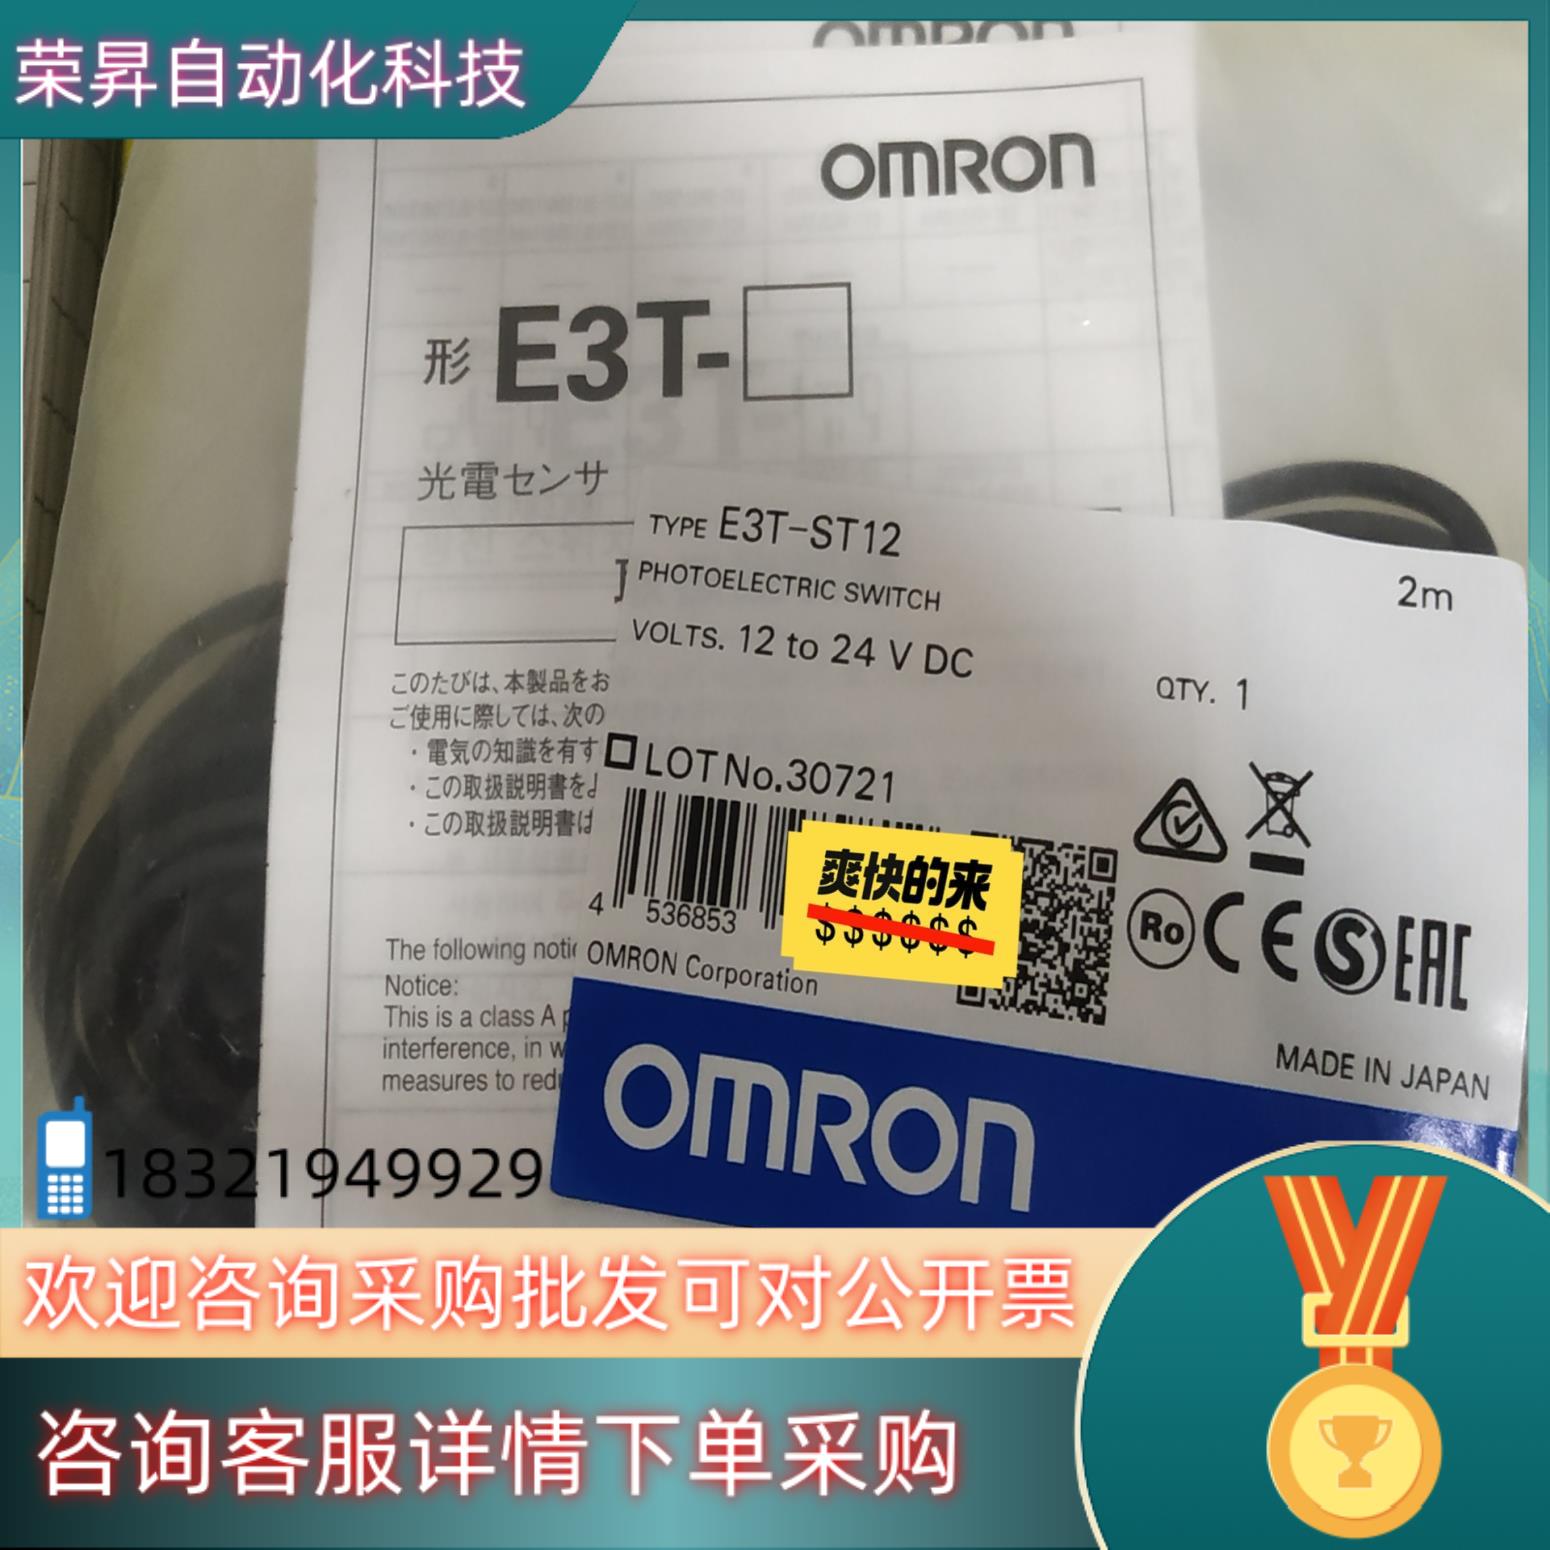 荣昇自动化科技
OMRON
OMRON
形 E3T-□
光電センサ
TYPE E3T-ST12
PHOTOELECTRIC SWITCH
2m
VOLTS. 12 to 24 V DC
QTY. 1
このたびは、本製品をお
ご使用に際しては、次の
・電気の知識を有す
・この取扱説明書をよ
・この取扱説明書は
LOT No.30721
4 536853
爽快的来
$$$$$$
OMRON Corporation
Ro CE S EAC
The following notic
Notice:
This is a class A p
interference, in w
measures to redu
MADE IN JAPAN
OMRON
18321949929
欢迎咨询采购批发可对公开票
咨询客服详情下单采购